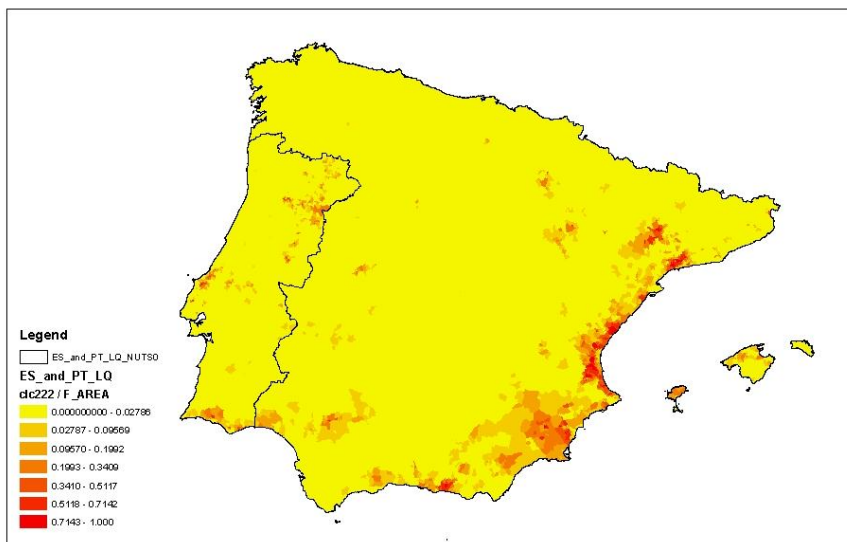 Legend
ES_and_PT_LQ_NUTS0
ES_and_PT_LQ
clc222 / F_AREA
0.000000000 - 0.02786
0.02787 - 0.09569
0.09570 - 0.1992
0.1993 - 0.3409
0.3410 - 0.5117
0.5118 - 0.7142
0.7143 - 1.000